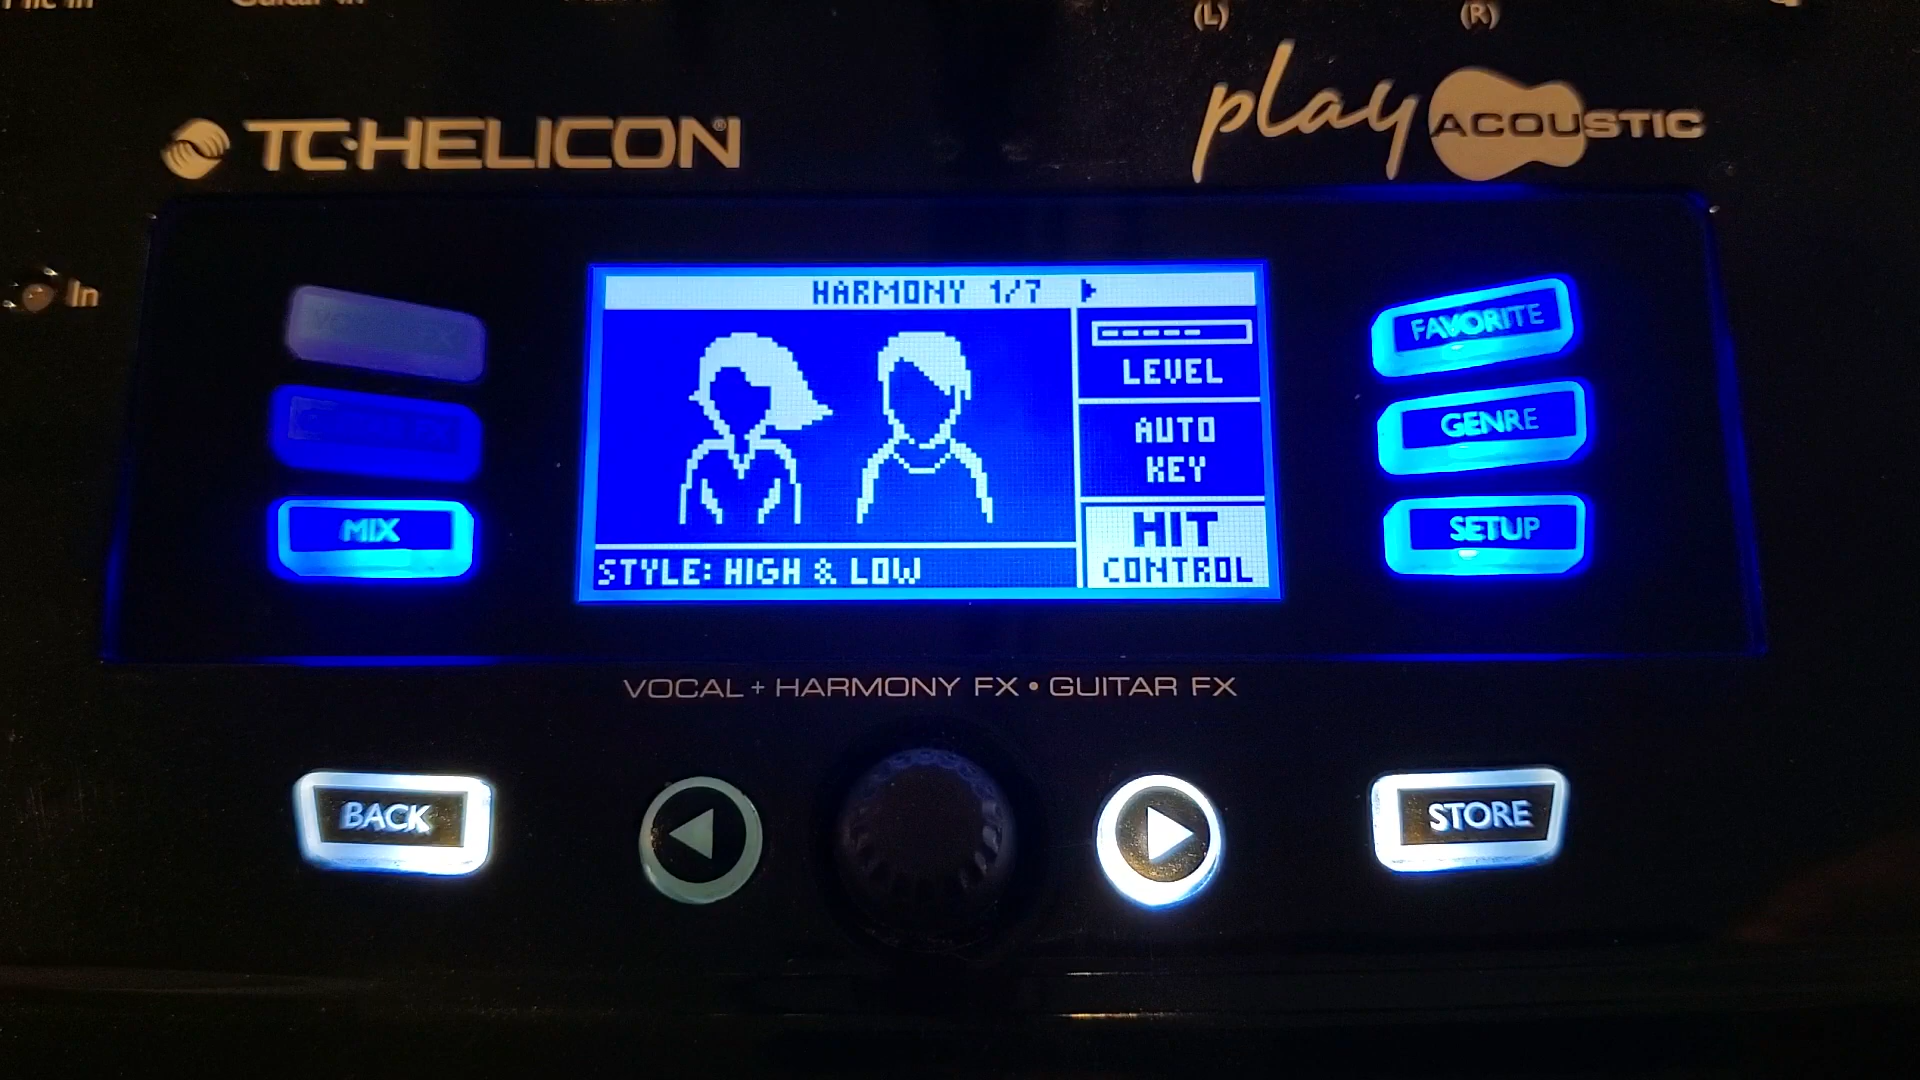 (L) (R)
TC·HELICON®
play ACOUSTIC
In
HARMONY 1/7
LEVEL
AUTO
KEY
HIT
CONTROL
STYLE: HIGH & LOW
MIX
FAVORITE
GENRE
SETUP
VOCAL + HARMONY FX • GUITAR FX
BACK
STORE